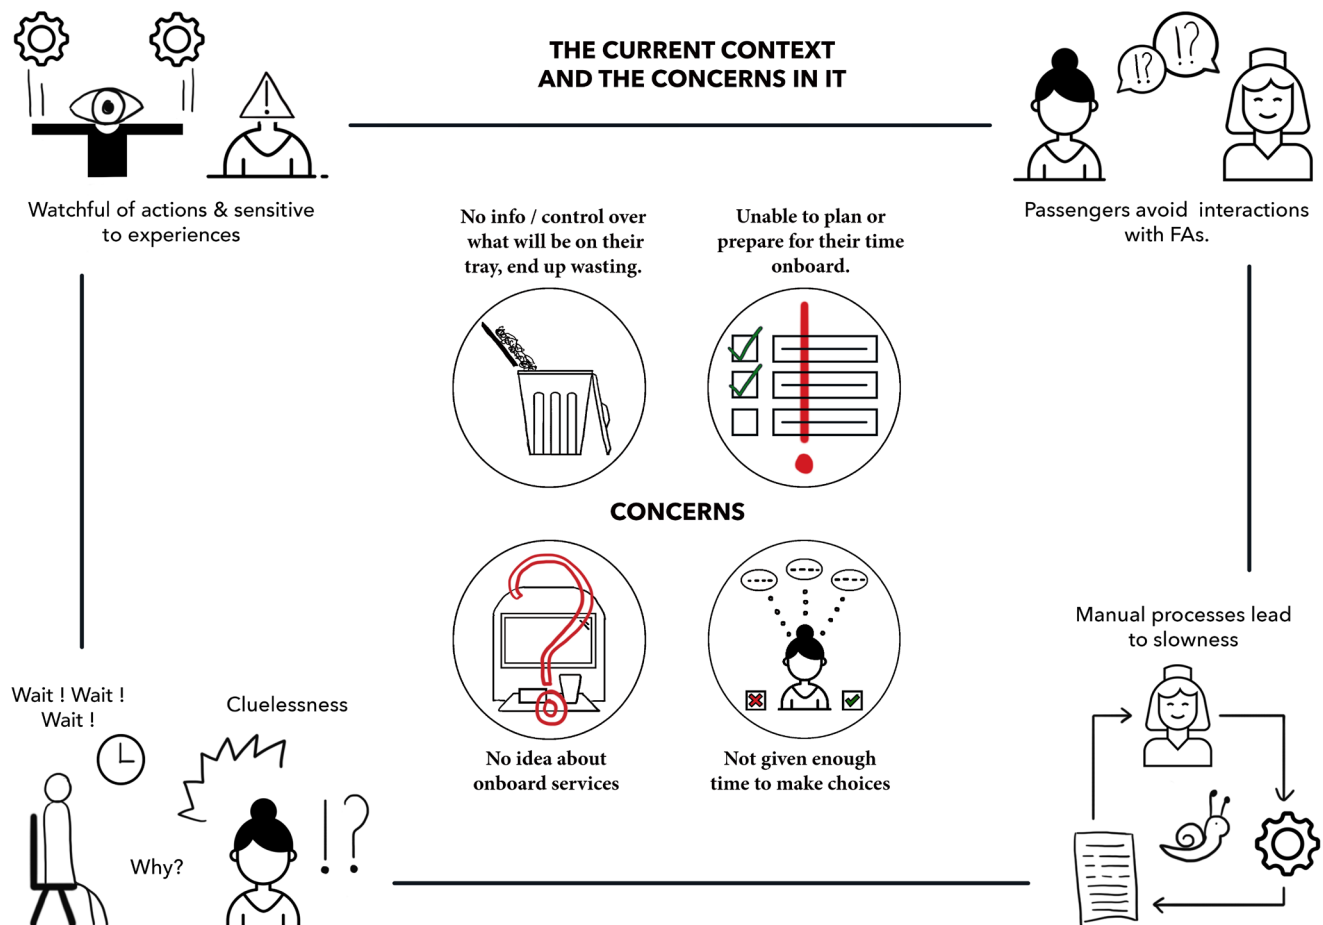 THE CURRENT CONTEXT
AND THE CONCERNS IN IT
!
!?
!?
Watchful of actions & sensitive
to experiences
Passengers avoid interactions
with FAs.
No info / control over
what will be on their
tray, end up wasting.
Unable to plan or
prepare for their time
onboard.
!
CONCERNS
?
No idea about
onboard services
Not given enough
time to make choices
Manual processes lead
to slowness
Wait ! Wait !
Wait !
Cluelessness
Why?
!?